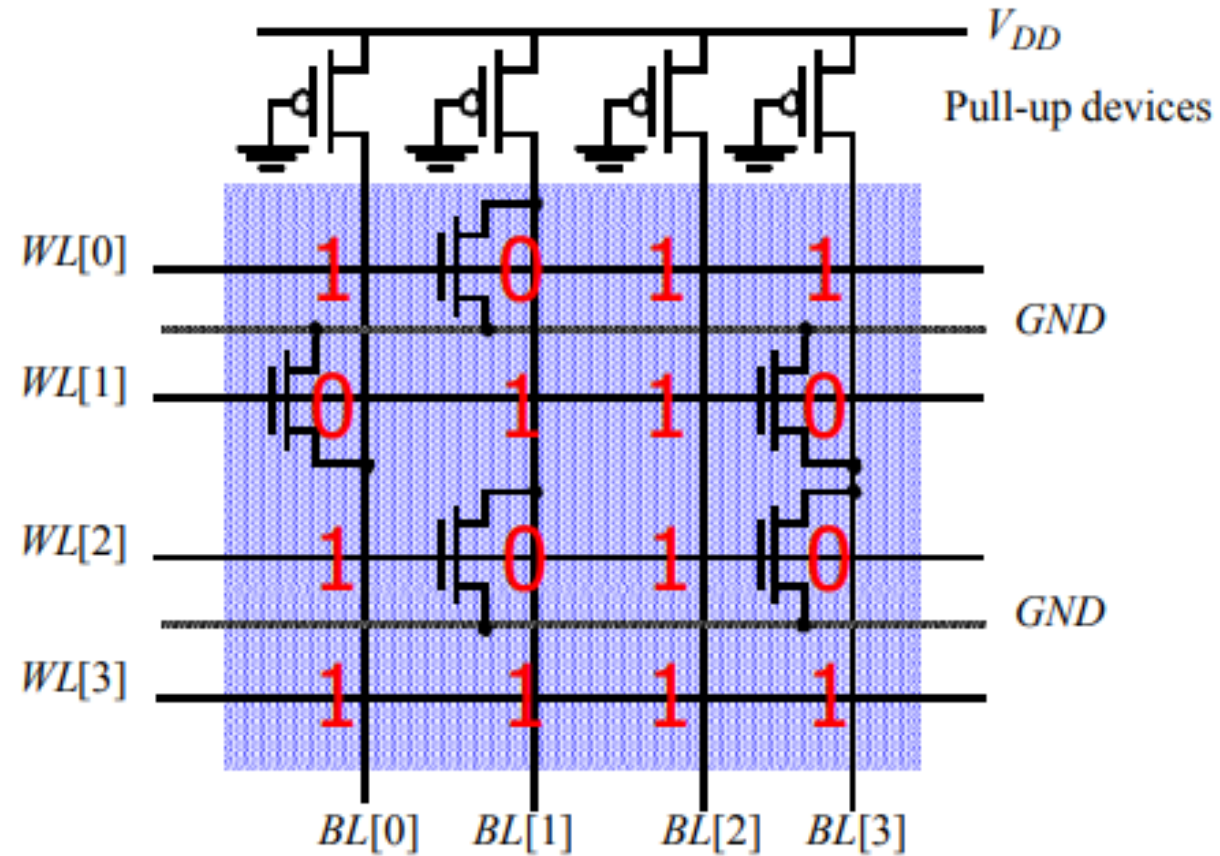 V_DD
Pull-up devices
WL[0] 1 0 1 1
GND
WL[1] 0 1 1 0
WL[2] 1 0 1 0
GND
WL[3] 1 1 1 1
BL[0] BL[1] BL[2] BL[3]